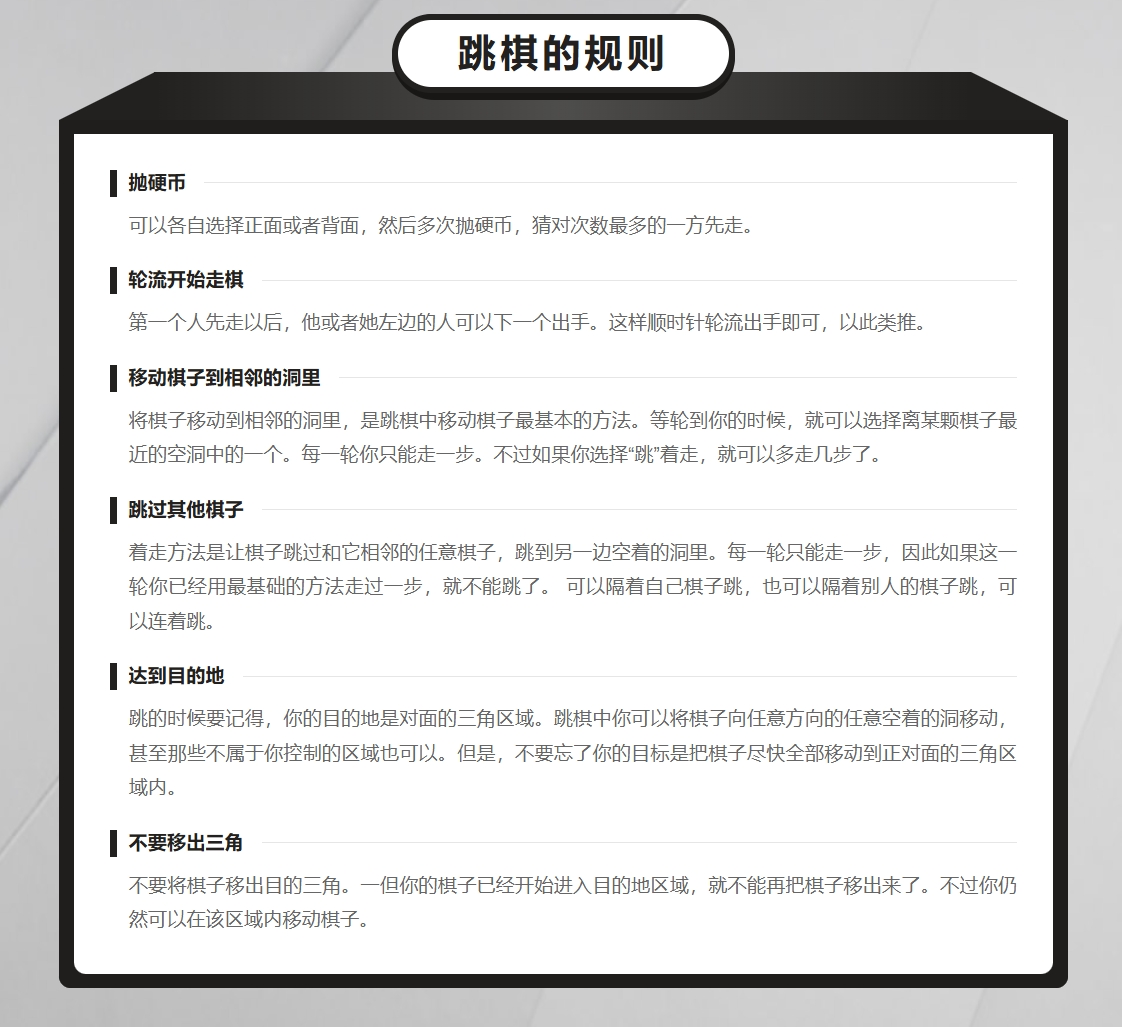 跳棋的规则
抛硬币
可以各自选择正面或者背面，然后多次抛硬币，猜对次数最多的一方先走。
轮流开始走棋
第一个人先走以后，他或者她左边的人可以下一个出手。这样顺时针轮流出手即可，以此类推。
移动棋子到相邻的洞里
将棋子移动到相邻的洞里，是跳棋中移动棋子最基本的方法。等轮到你的时候，就可以选择离某颗棋子最
近的空洞中的一个。每一轮你只能走一步。不过如果你选择“跳”着走，就可以多走几步了。
跳过其他棋子
着走方法是让棋子跳过和它相邻的任意棋子，跳到另一边空着的洞里。每一轮只能走一步，因此如果这一
轮你已经用最基础的方法走过一步，就不能跳了。 可以隔着自己棋子跳，也可以隔着别人的棋子跳，可
以连着跳。
达到目的地
跳的时候要记得，你的目的地是对面的三角区域。跳棋中你可以将棋子向任意方向的任意空着的洞移动，
甚至那些不属于你控制的区域也可以。但是，不要忘了你的目标是把棋子尽快全部移动到正对面的三角区
域内。
不要移出三角
不要将棋子移出目的三角。一但你的棋子已经开始进入目的地区域，就不能再把棋子移出来了。不过你仍
然可以在该区域内移动棋子。